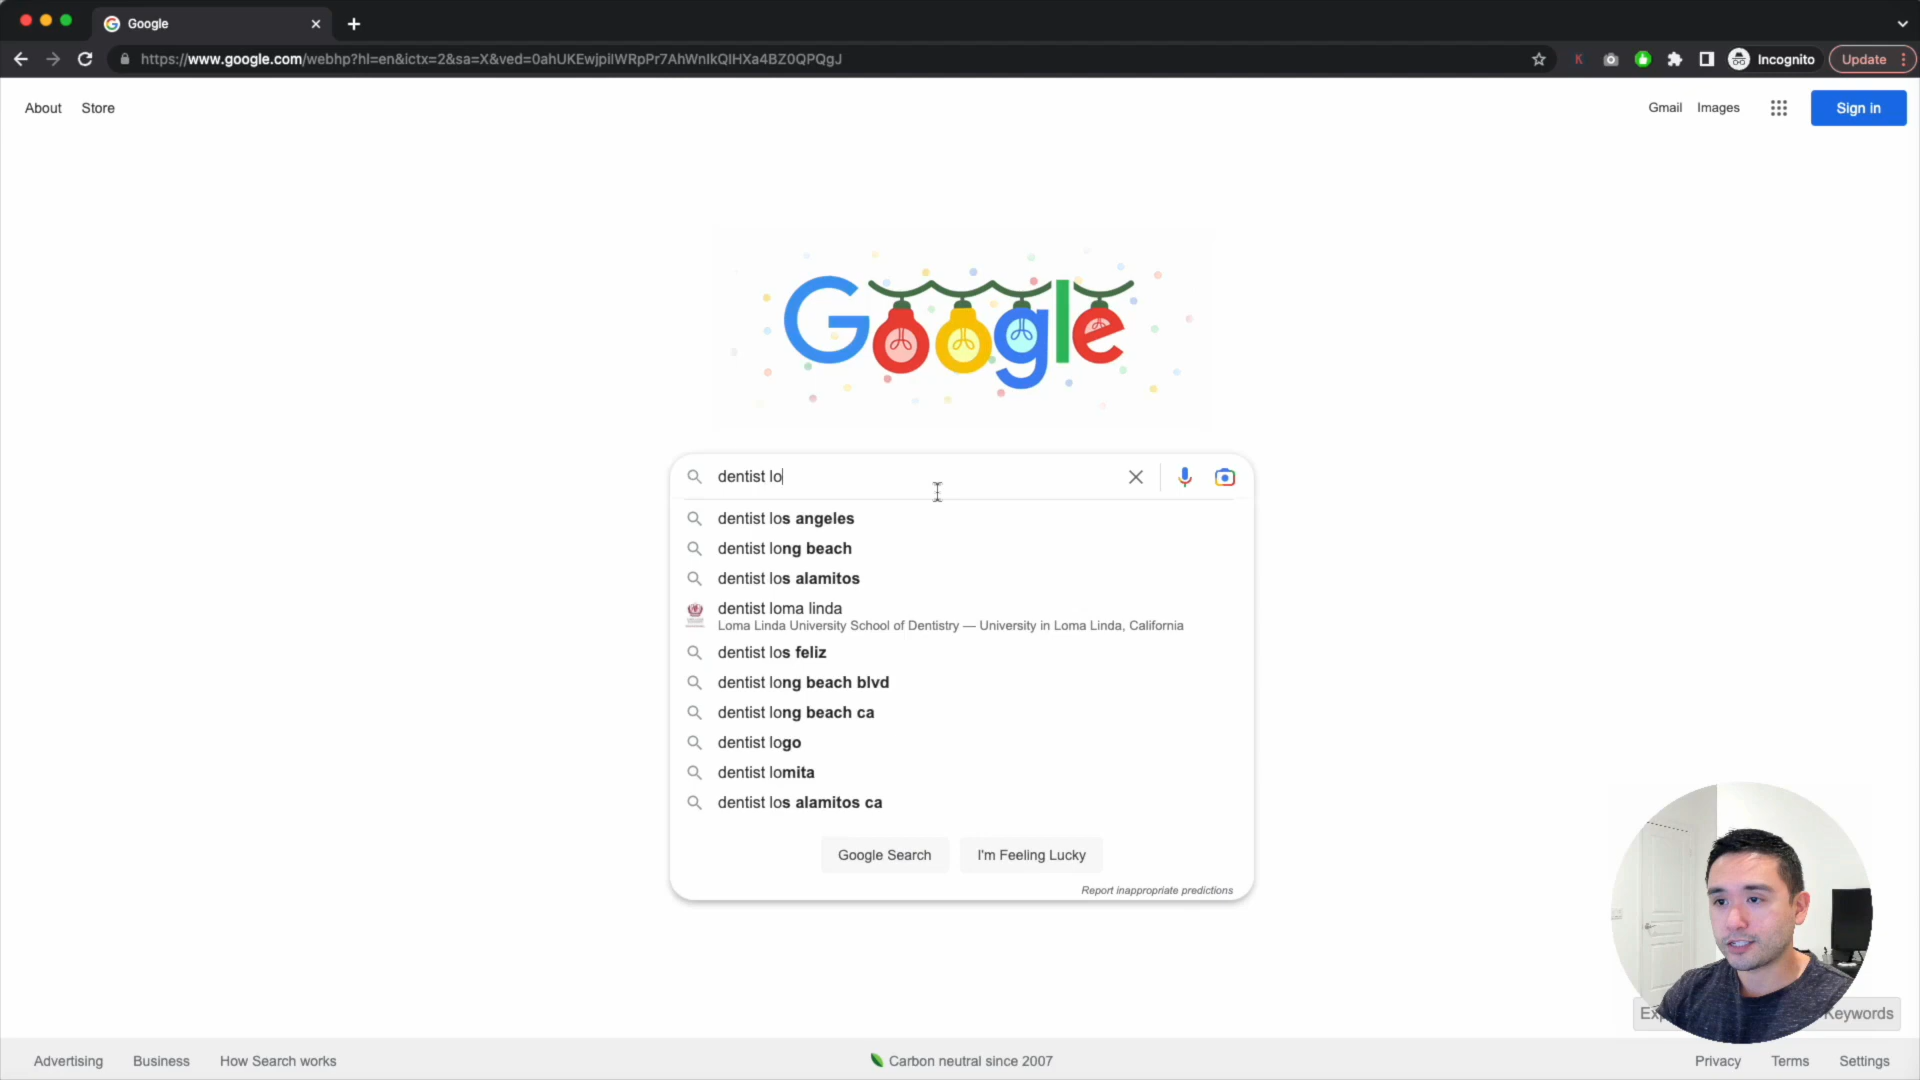 Google
https://www.google.com/webhp?hl=en&ictx=2&sa=X&ved=0ahUKEwjpiIWRpPr7AhWnIkQIHXa4BZ0QPQgJ
K
Incognito
Update
About
Store
Gmail
Images
Sign in
Google
dentist lo
dentist los angeles
dentist long beach
dentist los alamitos
dentist loma linda
Loma Linda University School of Dentistry — University in Loma Linda, California
dentist los feliz
dentist long beach blvd
dentist long beach ca
dentist logo
dentist lomita
dentist los alamitos ca
Google Search
I'm Feeling Lucky
Report inappropriate predictions
Keywords
Advertising
Business
How Search works
Carbon neutral since 2007
Privacy
Terms
Settings